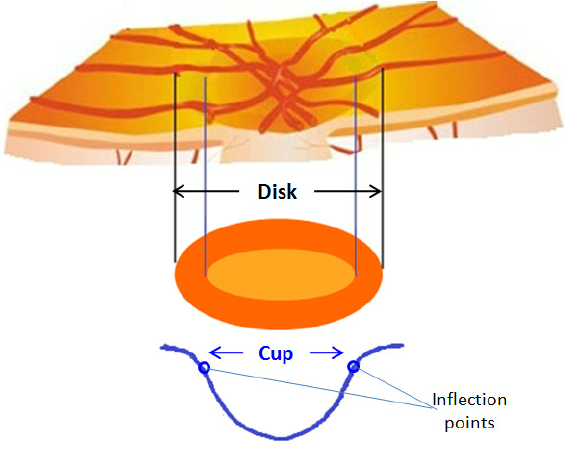 Disk
Cup
Inflection
points